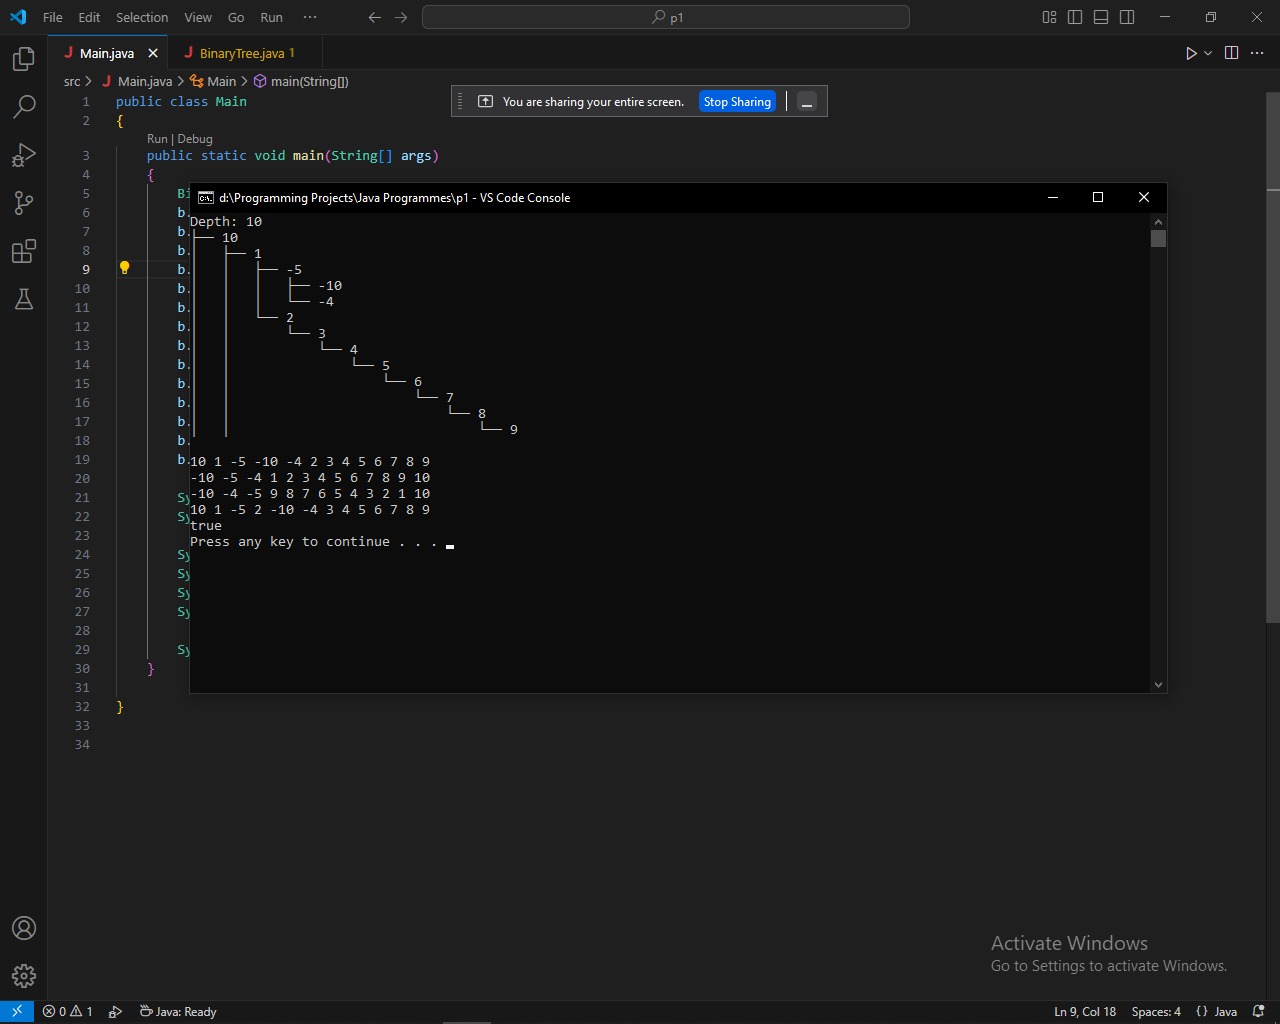 File Edit Selection View Go Run ··· p1
Main.java BinaryTree.java 1
src > Main.java > Main > main(String[])
You are sharing your entire screen. Stop Sharing
1 public class Main
2 {
Run | Debug
3 public static void main(String[] args)
4 {
5 Bi
6 b.
7 b.
8 b.
9 b.
10 b.
11 b.
12 b.
13 b.
14 b.
15 b.
16 b.
17 b.
18 b.
19 b.
20
21 Sy
22 Sy
23
24 Sy
25 Sy
26 Sy
27 Sy
28
29 Sy
30 }
31
32 }
33
34
d:\Programming Projects\Java Programmes\p1 - VS Code Console
Depth: 10
├── 10
│   ├── 1
│   │   ├── -5
│   │   │   ├── -10
│   │   │   └── -4
│   │   └── 2
│   │       └── 3
│   │           └── 4
│   │               └── 5
│   │                   └── 6
│   │                       └── 7
│   │                           └── 8
│   │                               └── 9
10 1 -5 -10 -4 2 3 4 5 6 7 8 9
-10 -5 -4 1 2 3 4 5 6 7 8 9 10
-10 -4 -5 9 8 7 6 5 4 3 2 1 10
10 1 -5 2 -10 -4 3 4 5 6 7 8 9
true
Press any key to continue . . .
Activate Windows
Go to Settings to activate Windows.
0 1 Java: Ready Ln 9, Col 18 Spaces: 4 {} Java